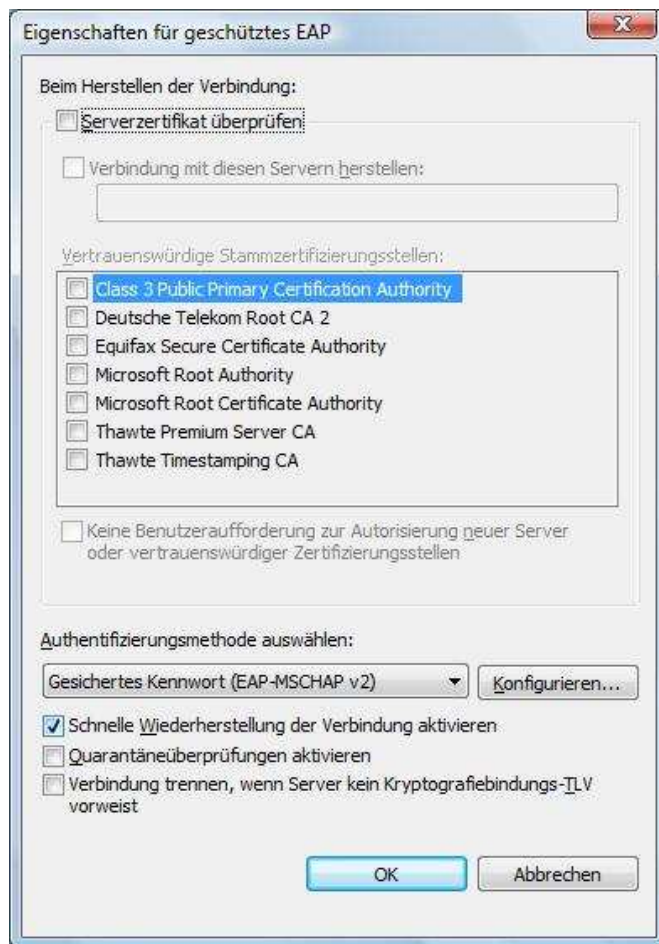 Eigenschaften für geschütztes EAP
Beim Herstellen der Verbindung:
Serverzertifikat überprüfen
Verbindung mit diesen Servern herstellen:
Vertrauenswürdige Stammzertifizierungsstellen:
Class 3 Public Primary Certification Authority
Deutsche Telekom Root CA 2
Equifax Secure Certificate Authority
Microsoft Root Authority
Microsoft Root Certificate Authority
Thawte Premium Server CA
Thawte Timestamping CA
Keine Benutzeraufforderung zur Autorisierung neuer Server
oder vertrauenswürdiger Zertifizierungsstellen
Authentifizierungsmethode auswählen:
Gesichertes Kennwort (EAP-MSCHAP v2)
Konfigurieren...
Schnelle Wiederherstellung der Verbindung aktivieren
Quarantäneüberprüfungen aktivieren
Verbindung trennen, wenn Server kein Kryptografiebindungs-TLV
vorweist
OK
Abbrechen